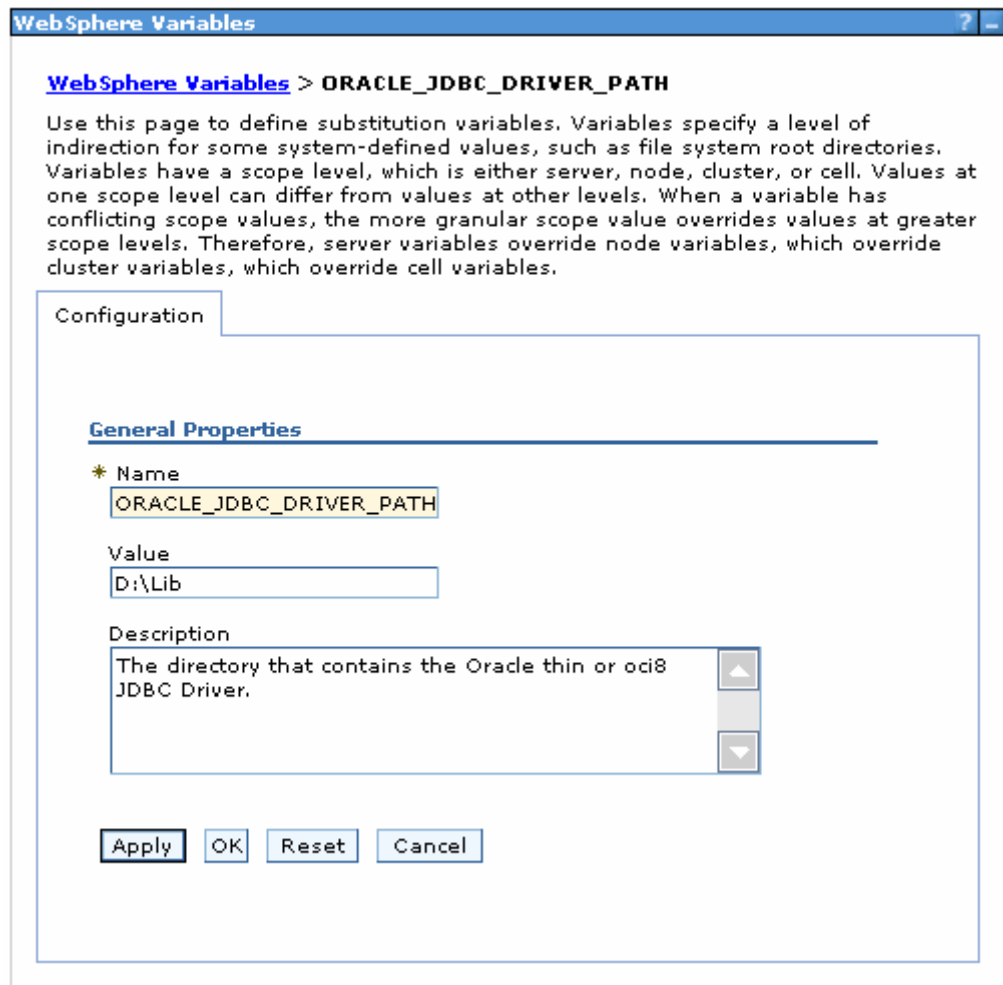 WebSphere Variables ? –
WebSphere Variables > ORACLE_JDBC_DRIVER_PATH
Use this page to define substitution variables. Variables specify a level of
indirection for some system-defined values, such as file system root directories.
Variables have a scope level, which is either server, node, cluster, or cell. Values at
one scope level can differ from values at other levels. When a variable has
conflicting scope values, the more granular scope value overrides values at greater
scope levels. Therefore, server variables override node variables, which override
cluster variables, which override cell variables.
Configuration
General Properties
* Name
ORACLE_JDBC_DRIVER_PATH
Value
D:\Lib
Description
The directory that contains the Oracle thin or oci8
JDBC Driver.
Apply OK Reset Cancel